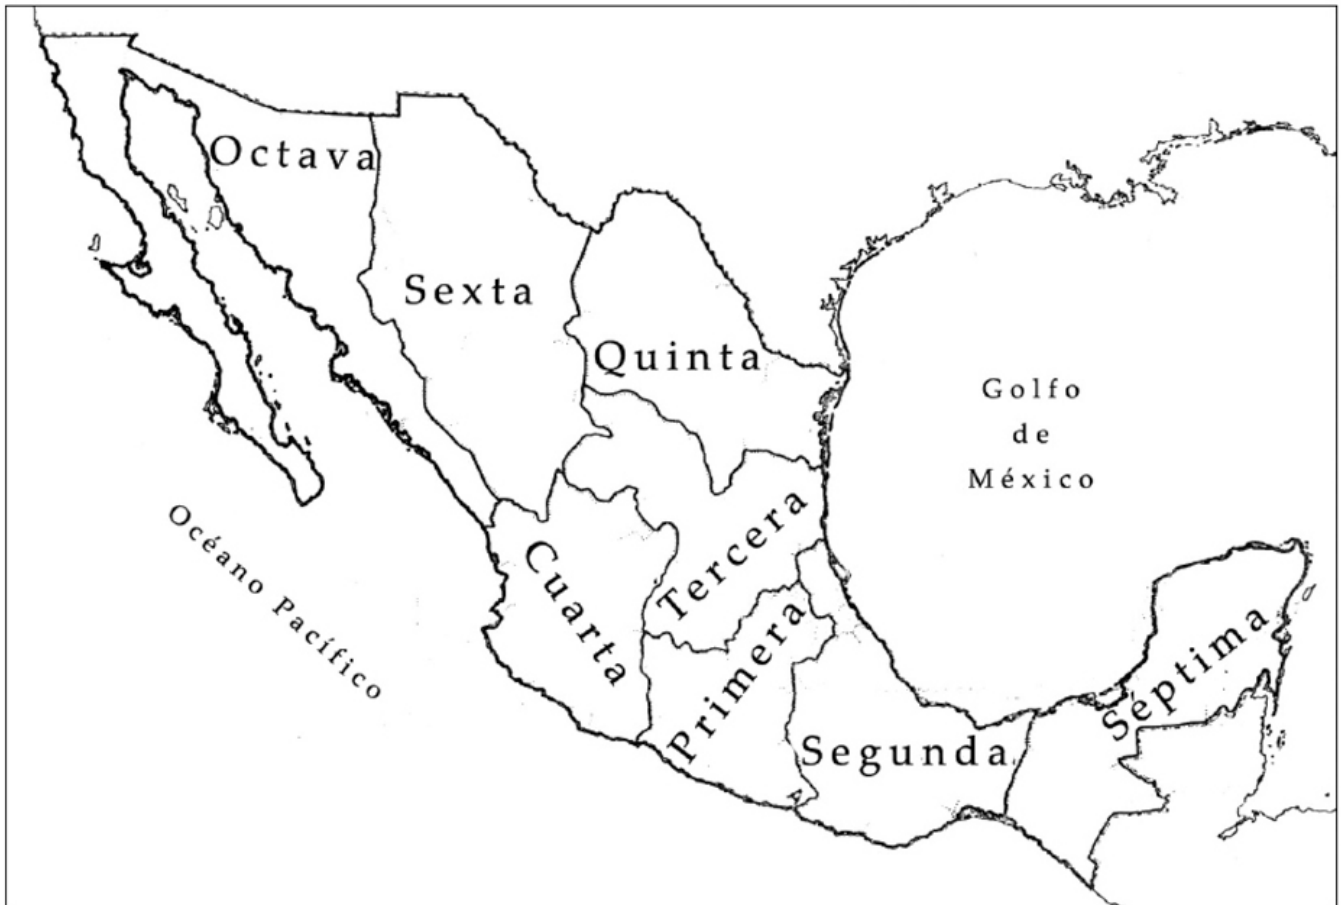 Octava
Sexta
Quinta
Golfo
de
México
Tercera
Cuarta
Océano Pacífico
Primera
Séptima
Segunda